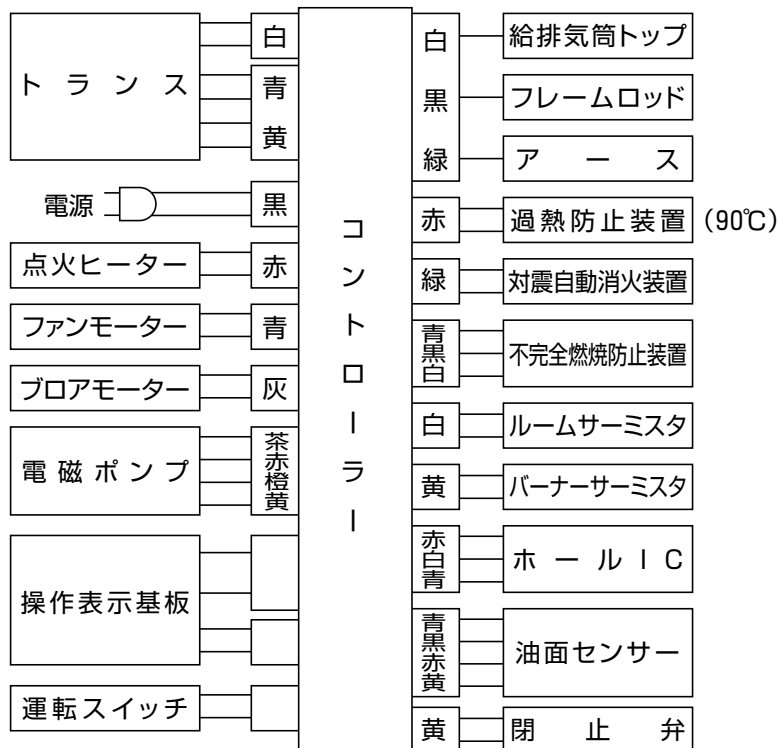 トランス
白
青
黄
電源
黒
点火ヒーター
赤
ファンモーター
青
ブロアモーター
灰
電磁ポンプ
茶
赤
橙
黄
操作表示基板
運転スイッチ
コントローラー
白
給排気筒トップ
黒
フレームロッド
緑
アース
赤
過熱防止装置 (90℃)
緑
対震自動消火装置
青
黒
白
不完全燃焼防止装置
白
ルームサーミスタ
黄
バーナーサーミスタ
赤
白
青
ホールIC
青
黒
赤
黄
油面センサー
黄
閉止弁